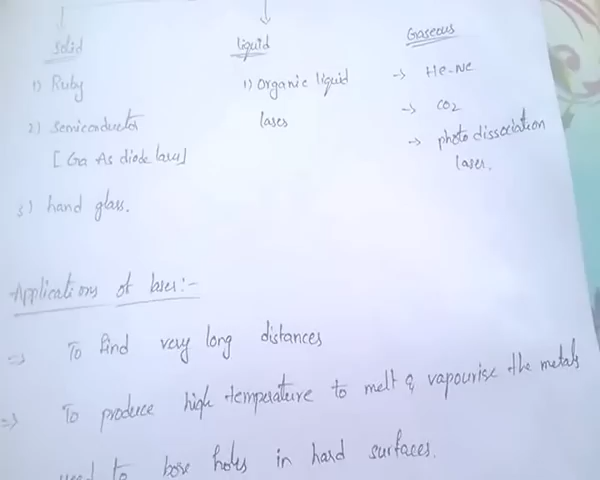 Solid
liquid
Gaseous
1) Ruby
2) Semiconductor
[Ga As diode laser]
3) hand glass.
1) Organic liquid
lases
→ He-Ne
→ CO2
→ photo dissociation
laser.
Applications of laser:-
⇒ To find very long distances
⇒ To produce high temperature to melt & vapourise the metals
used to bore holes in hard surfaces.